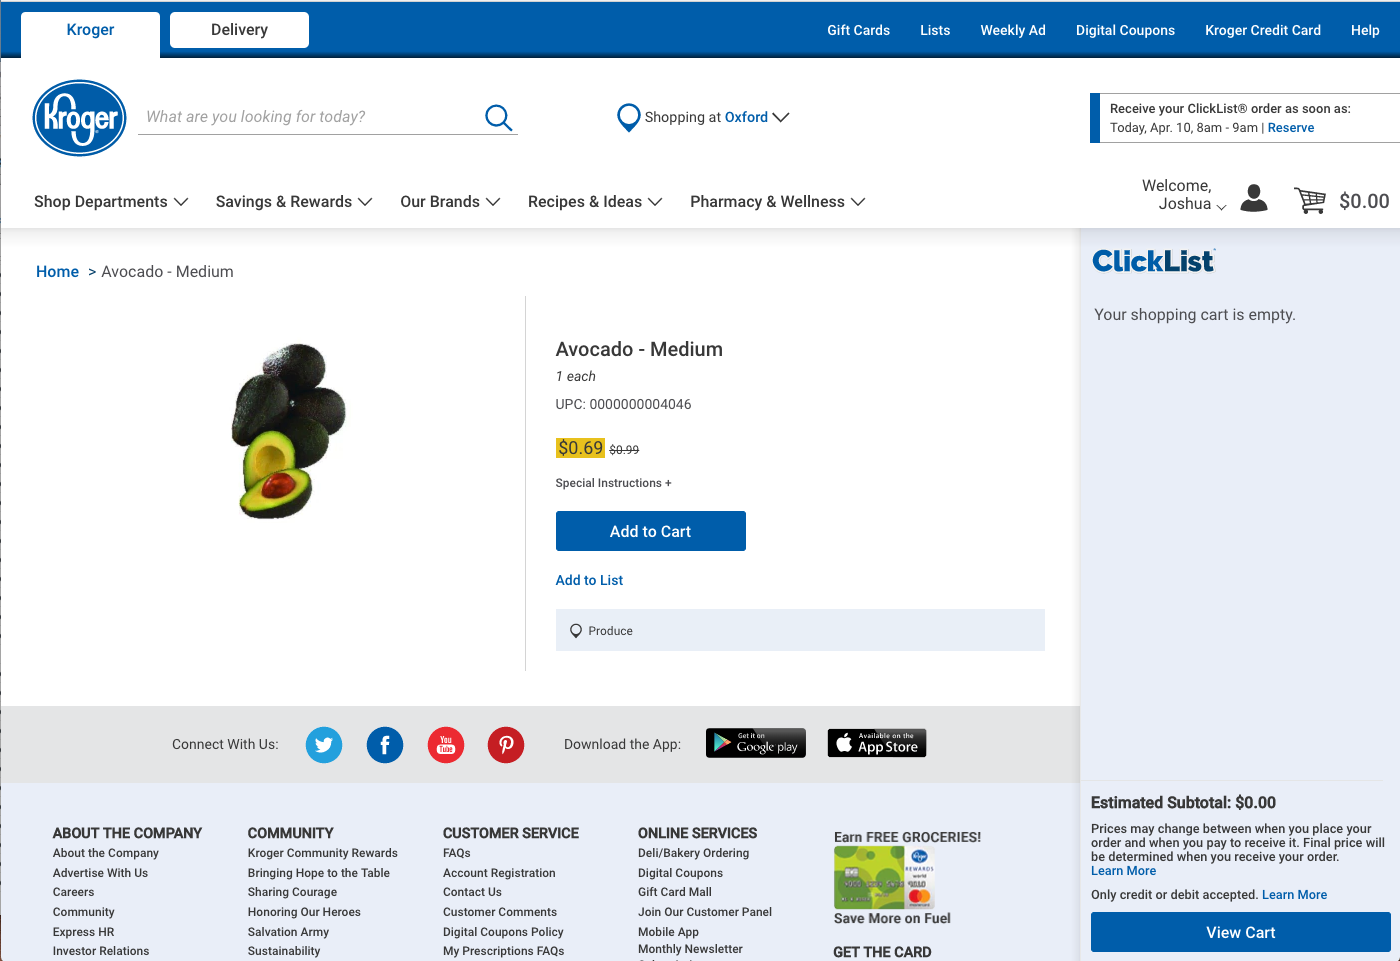 Kroger
Delivery
Gift Cards
Lists
Weekly Ad
Digital Coupons
Kroger Credit Card
Help
Kroger
What are you looking for today?
Shopping at Oxford
Receive your ClickList® order as soon as:
Today, Apr. 10, 8am - 9am | Reserve
Shop Departments
Savings & Rewards
Our Brands
Recipes & Ideas
Pharmacy & Wellness
Welcome,
Joshua
$0.00
Home > Avocado - Medium
ClickList
Your shopping cart is empty.
Avocado - Medium
1 each
UPC: 0000000004046
$0.69 $0.99
Special Instructions +
Add to Cart
Add to List
Produce
Connect With Us:
You
Tube
Download the App:
Get it on
Google play
Available on the
App Store
ABOUT THE COMPANY
About the Company
Advertise With Us
Careers
Community
Express HR
Investor Relations
COMMUNITY
Kroger Community Rewards
Bringing Hope to the Table
Sharing Courage
Honoring Our Heroes
Salvation Army
Sustainability
CUSTOMER SERVICE
FAQs
Account Registration
Contact Us
Customer Comments
Digital Coupons Policy
My Prescriptions FAQs
ONLINE SERVICES
Deli/Bakery Ordering
Digital Coupons
Gift Card Mall
Join Our Customer Panel
Mobile App
Monthly Newsletter
Earn FREE GROCERIES!
Kroger
REWARDS
world
Save More on Fuel
GET THE CARD
Estimated Subtotal: $0.00
Prices may change between when you place your
order and when you pay to receive it. Final price will
be determined when you receive your order.
Learn More
Only credit or debit accepted. Learn More
View Cart